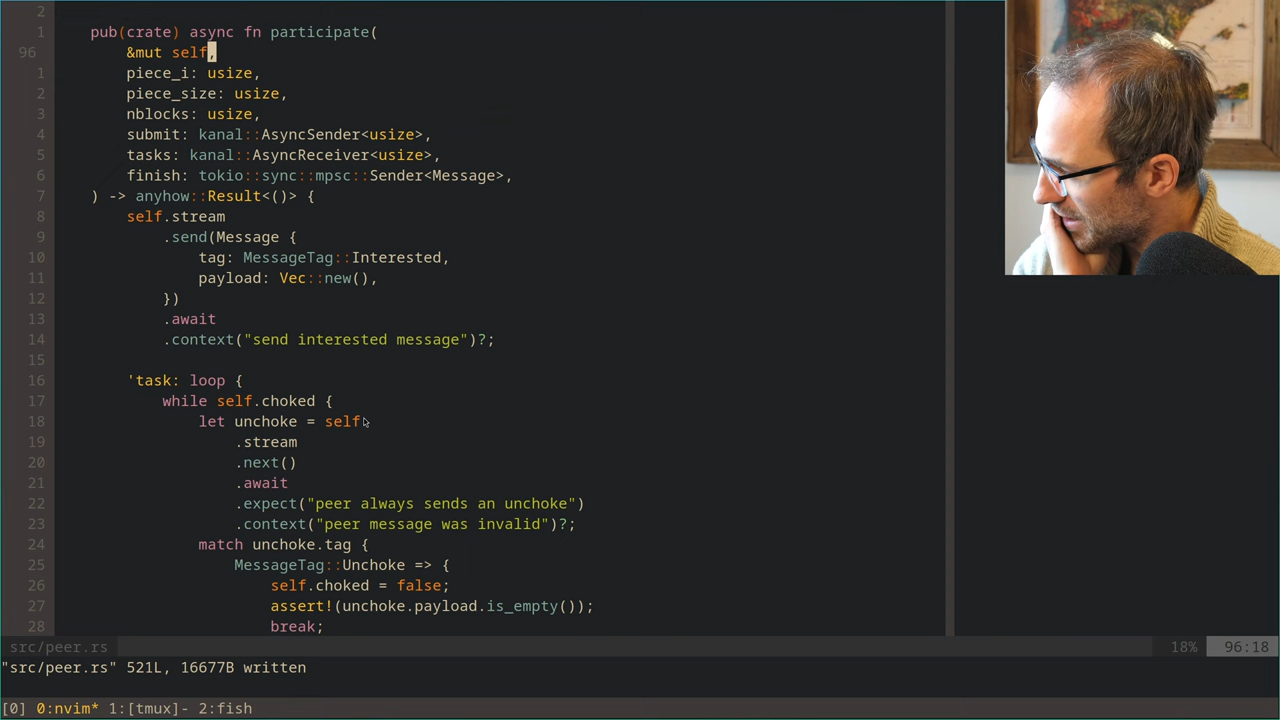 2
1 pub(crate) async fn participate(
96 &mut self,
1 piece_i: usize,
2 piece_size: usize,
3 nblocks: usize,
4 submit: kanal::AsyncSender<usize>,
5 tasks: kanal::AsyncReceiver<usize>,
6 finish: tokio::sync::mpsc::Sender<Message>,
7 ) -> anyhow::Result<()> {
8 self.stream
9 .send(Message {
10 tag: MessageTag::Interested,
11 payload: Vec::new(),
12 })
13 .await
14 .context("send interested message")?;
15
16 'task: loop {
17 while self.choked {
18 let unchoke = self
19 .stream
20 .next()
21 .await
22 .expect("peer always sends an unchoke")
23 .context("peer message was invalid")?;
24 match unchoke.tag {
25 MessageTag::Unchoke => {
26 self.choked = false;
27 assert!(unchoke.payload.is_empty());
28 break;
src/peer.rs 18% 96:18
"src/peer.rs" 521L, 16677B written
[0] 0:nvim* 1:[tmux]- 2:fish